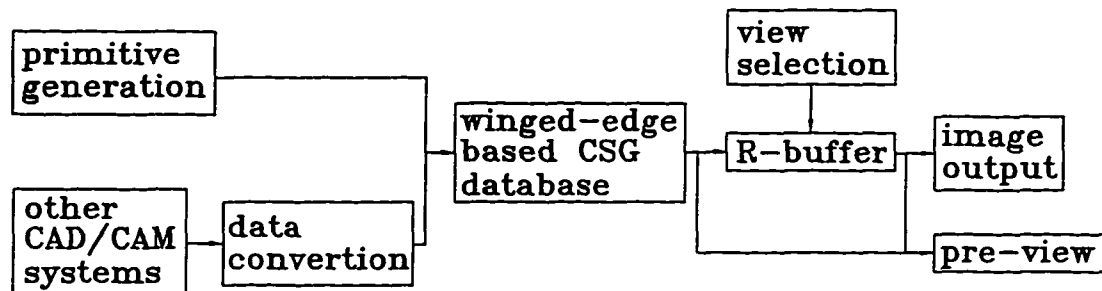 primitive
generation
other
CAD/CAM
systems
data
convertion
winged-edge
based CSG
database
view
selection
R-buffer
image
output
pre-view